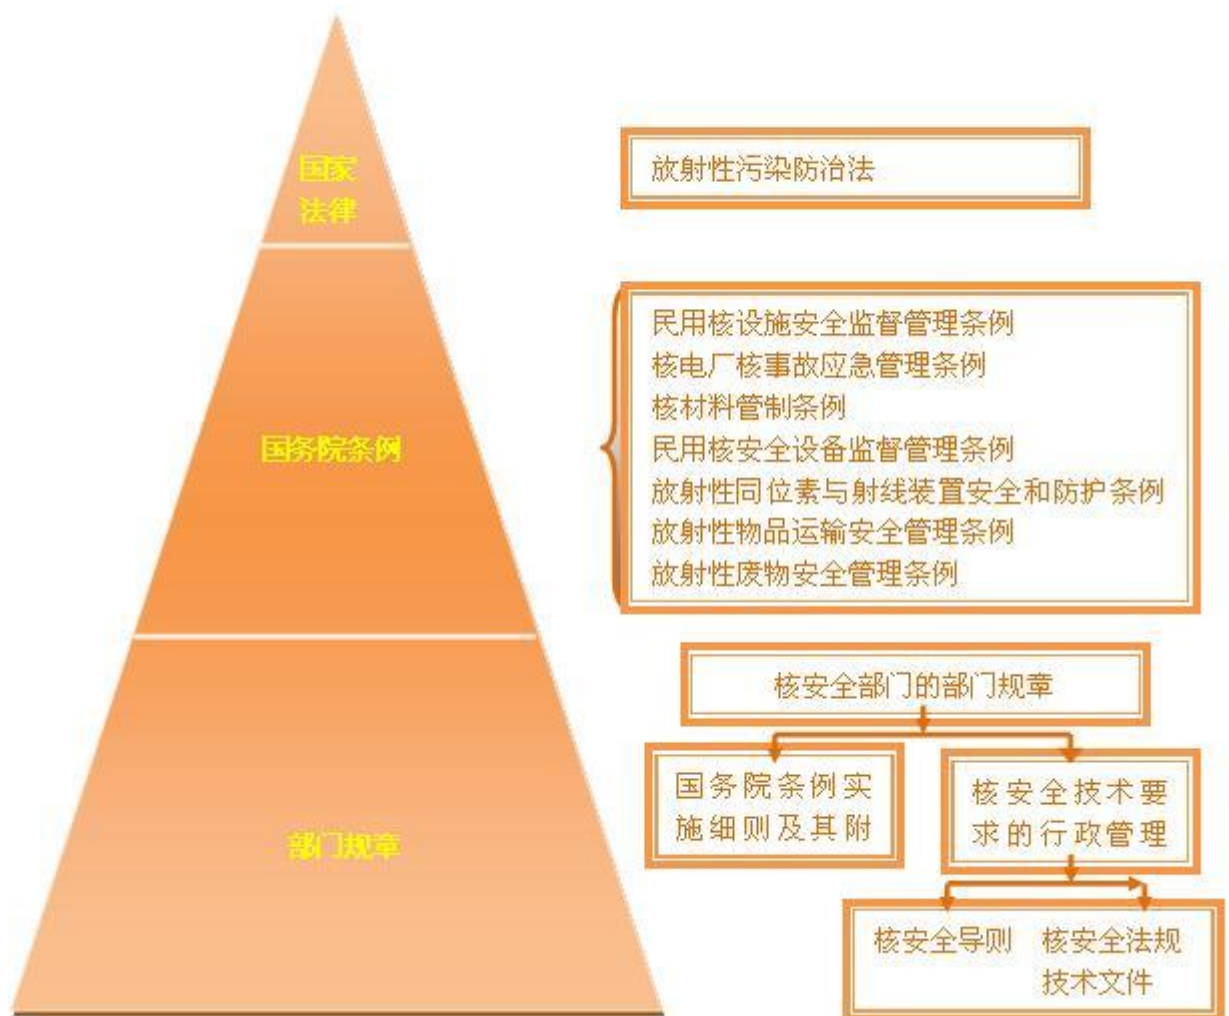 国家
法律
放射性污染防治法
国务院条例
民用核设施安全监督管理条例
核电厂核事故应急管理条例
核材料管制条例
民用核安全设备监督管理条例
放射性同位素与射线装置安全和防护条例
放射性物品运输安全管理条例
放射性废物安全管理条例
部门规章
核安全部门的部门规章
国务院条例实
施细则及其附
核安全技术要
求的行政管理
核安全导则
核安全法规
技术文件